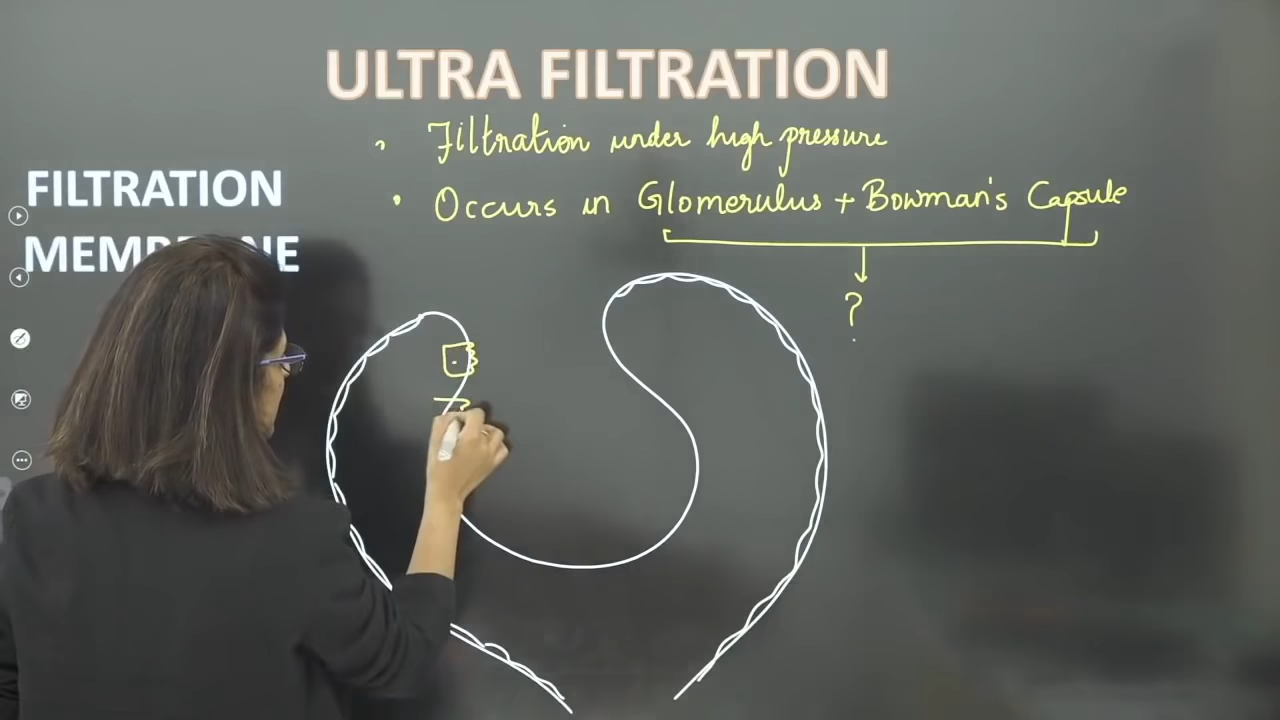 ULTRA FILTRATION
• Filtration under high pressure
• Occurs in Glomerulus + Bowman's Capsule
?
FILTRATION